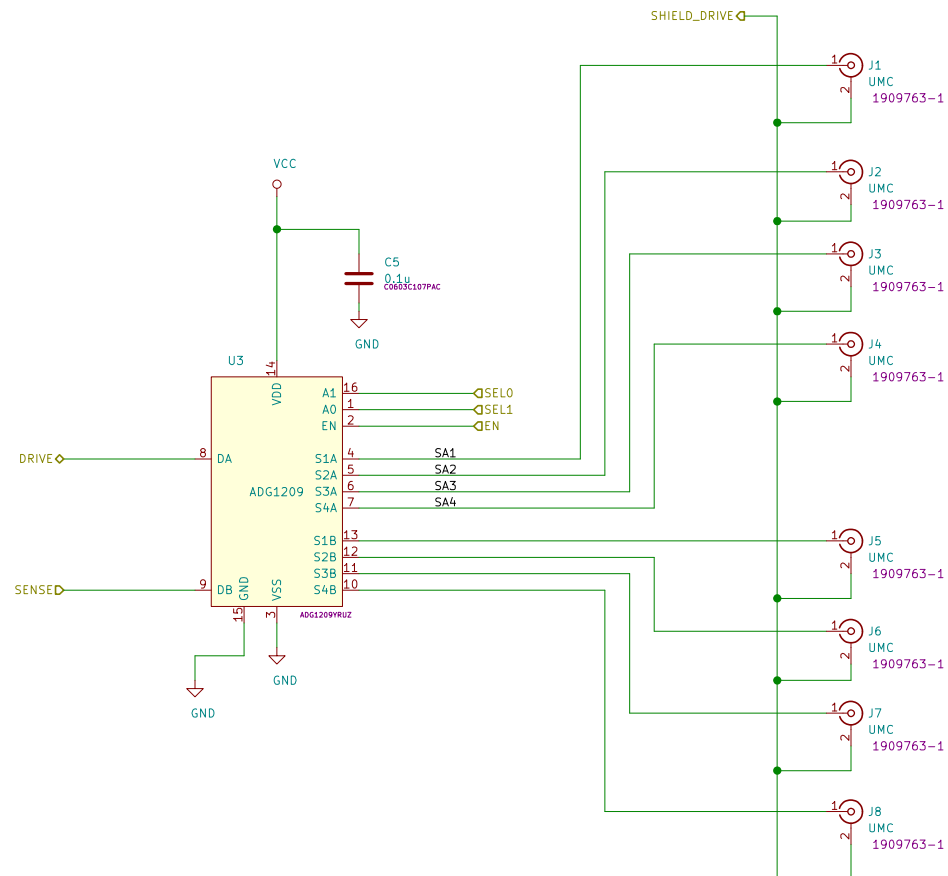 SHIELD_DRIVE
1 J1
UMC
2 1909763-1
VCC
1 J2
UMC
2 1909763-1
1 J3
UMC
2 1909763-1
C5
0.1u
C0603C107PAC
GND
1 J4
UMC
2 1909763-1
U3
14
VDD
A1 16 SEL0
A0 1 SEL1
EN 2 EN
DRIVE 8 DA
S1A 4 SA1
S2A 5 SA2
ADG1209
S3A 6 SA3
S4A 7 SA4
S1B 13
S2B 12
S3B 11
SENSE 9 DB
S4B 10
GND
15
VSS
3
ADG1209YRUZ
GND
GND
1 J5
UMC
2 1909763-1
1 J6
UMC
2 1909763-1
1 J7
UMC
2 1909763-1
1 J8
UMC
2 1909763-1